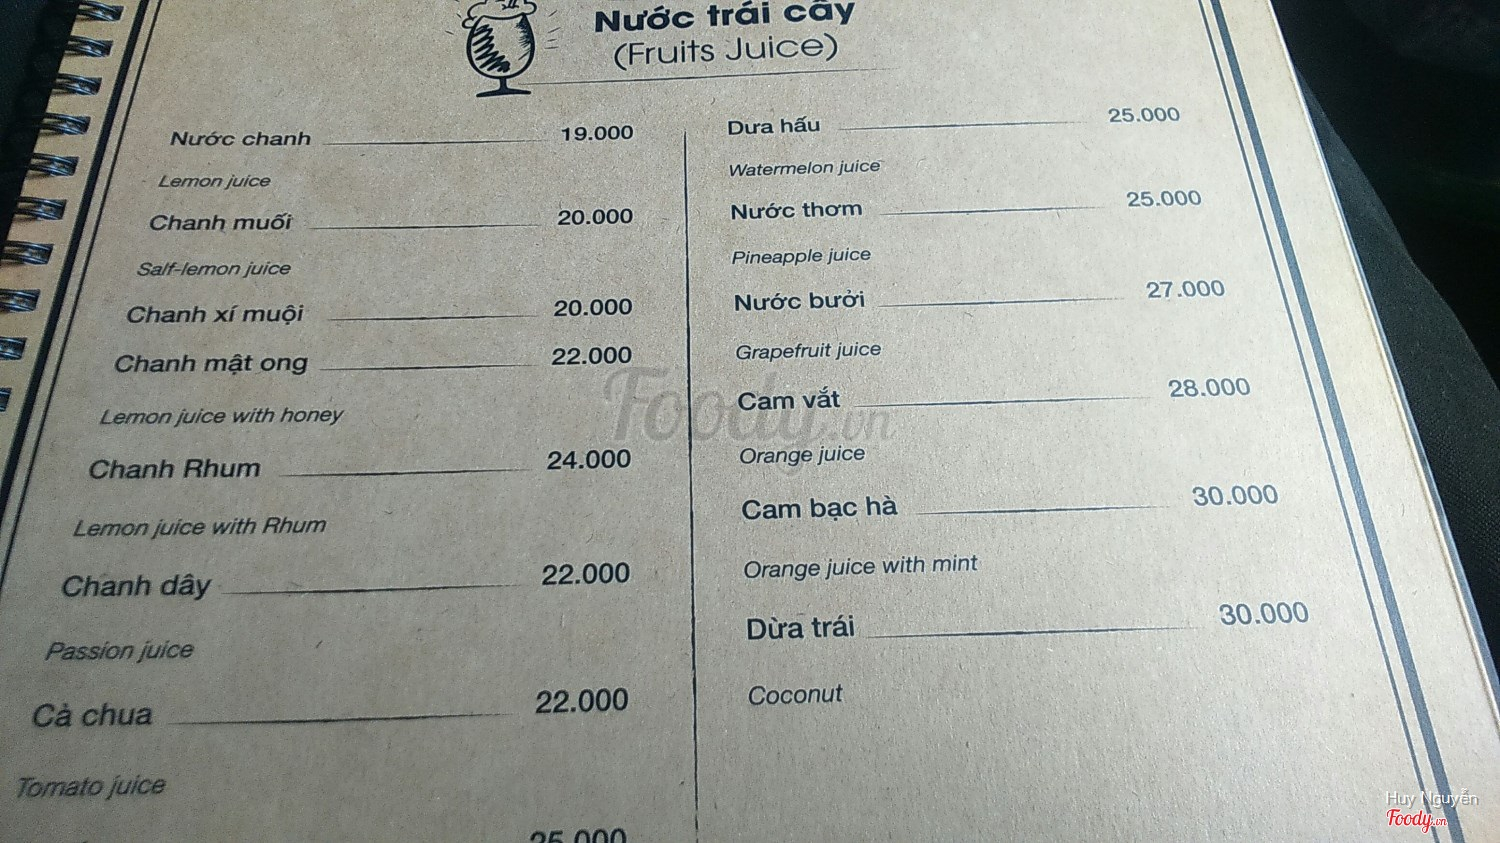 Nước trái cây
(Fruits Juice)
Nước chanh 19.000
Lemon juice
Chanh muối 20.000
Salf-lemon juice
Chanh xí muội 20.000
Chanh mật ong 22.000
Lemon juice with honey
Chanh Rhum 24.000
Lemon juice with Rhum
Chanh dây 22.000
Passion juice
Cà chua 22.000
Tomato juice
25.000
Dưa hấu 25.000
Watermelon juice
Nước thơm 25.000
Pineapple juice
Nước bưởi 27.000
Grapefruit juice
Cam vắt 28.000
Orange juice
Cam bạc hà 30.000
Orange juice with mint
Dừa trái 30.000
Coconut
Foody.vn
Huy Nguyễn
Foody.vn